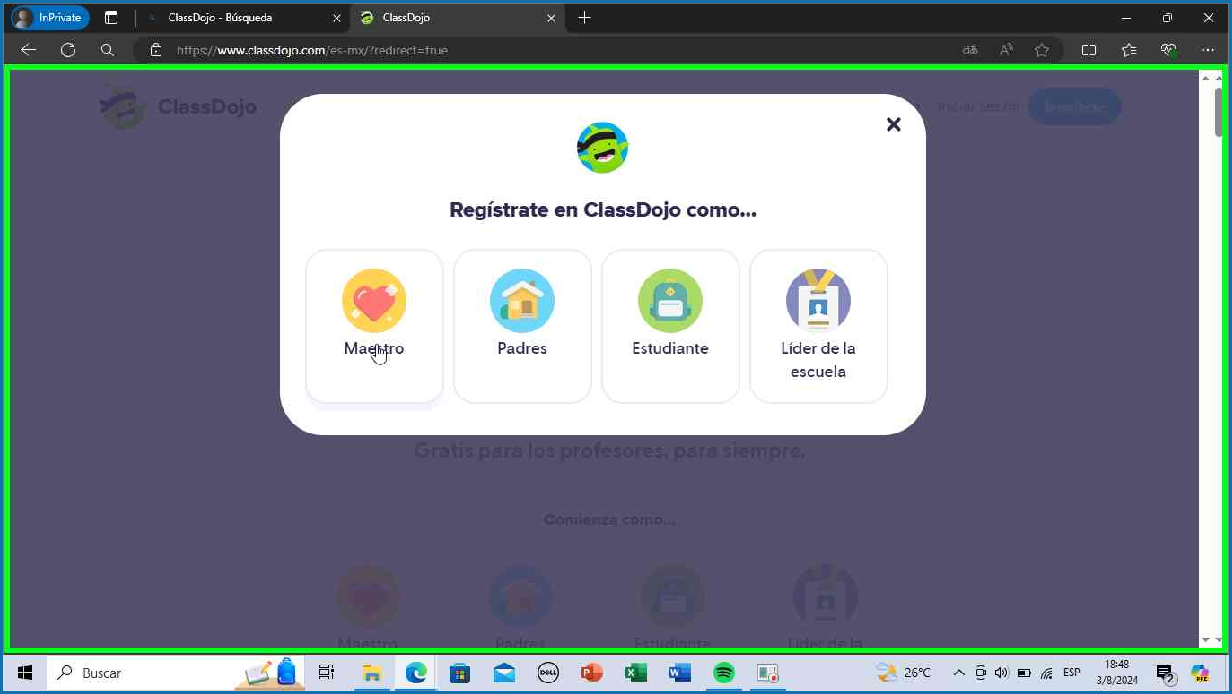 InPrivate
ClassDojo - Búsqueda
ClassDojo
https://www.classdojo.com/es-mx/?redirect=true
ClassDojo
Iniciar sesión
Regístrate en ClassDojo como...
Maestro
Padres
Estudiante
Líder de la
escuela
Gratis para los profesores, para siempre.
Comienza como...
Maestro
Padres
Estudiante
Líder de la
Buscar
DELL
26°C
ESP
18:48
3/8/2024
2
PRE